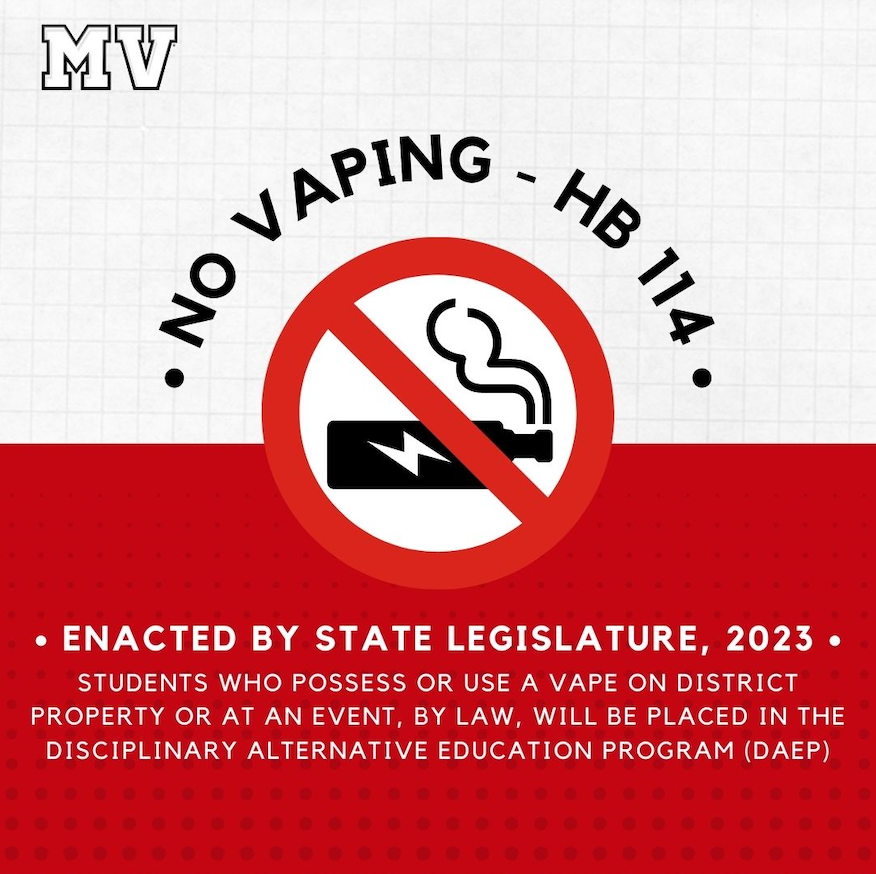 MV
• NO VAPING - HB 114 •
• ENACTED BY STATE LEGISLATURE, 2023 •
STUDENTS WHO POSSESS OR USE A VAPE ON DISTRICT
PROPERTY OR AT AN EVENT, BY LAW, WILL BE PLACED IN THE
DISCIPLINARY ALTERNATIVE EDUCATION PROGRAM (DAEP)